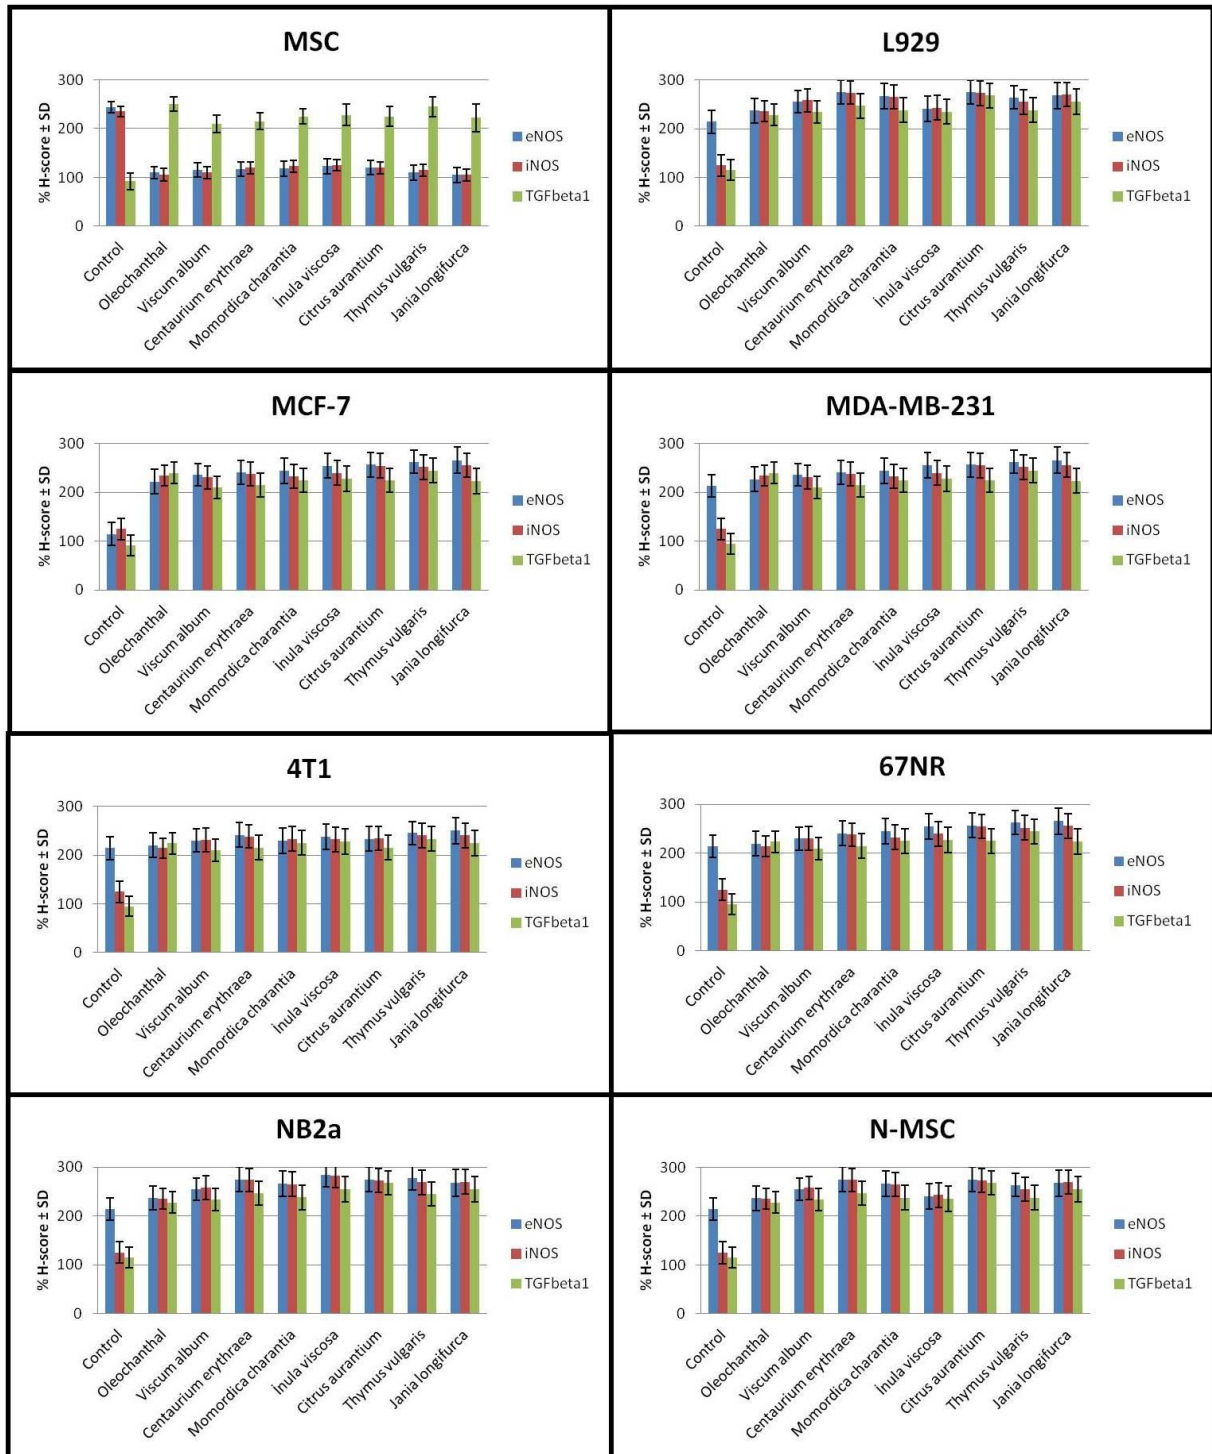 MSC
% H-score ± SD
300
200
100
0
Control
Oleochanthal
Viscum album
Centaurium erythraea
Momordica charantia
İnula viscosa
Citrus aurantium
Thymus vulgaris
Jania longifurca
eNOS
iNOS
TGFbeta1
L929
% H-score ± SD
300
200
100
0
Control
Oleochanthal
Viscum album
Centaurium erythraea
Momordica charantia
İnula viscosa
Citrus aurantium
Thymus vulgaris
Jania longifurca
eNOS
iNOS
TGFbeta1
MCF-7
% H-score ± SD
300
200
100
0
Control
Oleochanthal
Viscum album
Centaurium erythraea
Momordica charantia
İnula viscosa
Citrus aurantium
Thymus vulgaris
Jania longifurca
eNOS
iNOS
TGFbeta1
MDA-MB-231
% H-score ± SD
300
200
100
0
Control
Oleochanthal
Viscum album
Centaurium erythraea
Momordica charantia
İnula viscosa
Citrus aurantium
Thymus vulgaris
Jania longifurca
eNOS
iNOS
TGFbeta1
4T1
% H-score ± SD
300
200
100
0
Control
Oleochanthal
Viscum album
Centaurium erythraea
Momordica charantia
İnula viscosa
Citrus aurantium
Thymus vulgaris
Jania longifurca
eNOS
iNOS
TGFbeta1
67NR
% H-score ± SD
300
200
100
0
Control
Oleochanthal
Viscum album
Centaurium erythraea
Momordica charantia
İnula viscosa
Citrus aurantium
Thymus vulgaris
Jania longifurca
eNOS
iNOS
TGFbeta1
NB2a
% H-score ± SD
300
200
100
0
Control
Oleochanthal
Viscum album
Centaurium erythraea
Momordica charantia
İnula viscosa
Citrus aurantium
Thymus vulgaris
Jania longifurca
eNOS
iNOS
TGFbeta1
N-MSC
% H-score ± SD
300
200
100
0
Control
Oleochanthal
Viscum album
Centaurium erythraea
Momordica charantia
İnula viscosa
Citrus aurantium
Thymus vulgaris
Jania longifurca
eNOS
iNOS
TGFbeta1